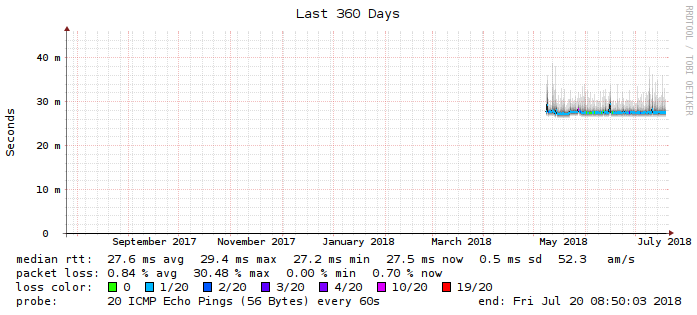 Last 360 Days
RRDTOOL / TOBI OETIKER
Seconds
40 m
30 m
20 m
10 m
0
September 2017 November 2017 January 2018 March 2018 May 2018 July 2018
median rtt: 27.6 ms avg 29.4 ms max 27.2 ms min 27.5 ms now 0.5 ms sd 52.3 am/s
packet loss: 0.84 % avg 30.48 % max 0.00 % min 0.70 % now
loss color: 0 1/20 2/20 3/20 4/20 10/20 19/20
probe: 20 ICMP Echo Pings (56 Bytes) every 60s end: Fri Jul 20 08:50:03 2018